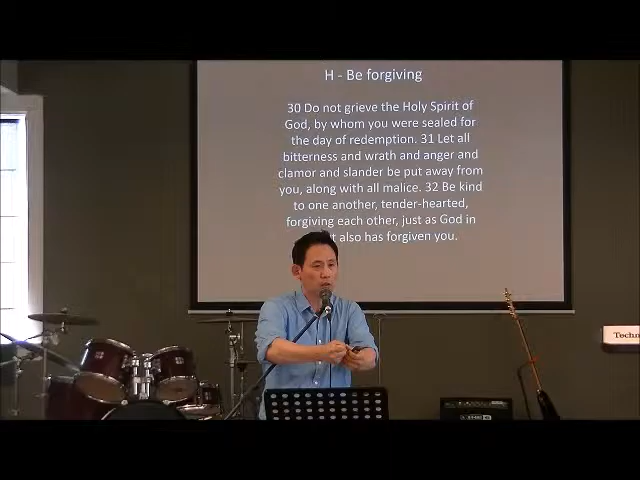 H - Be forgiving
30 Do not grieve the Holy Spirit of
God, by whom you were sealed for
the day of redemption. 31 Let all
bitterness and wrath and anger and
clamor and slander be put away from
you, along with all malice. 32 Be kind
to one another, tender-hearted,
forgiving each other, just as God in
also has forgiven you.
Techn